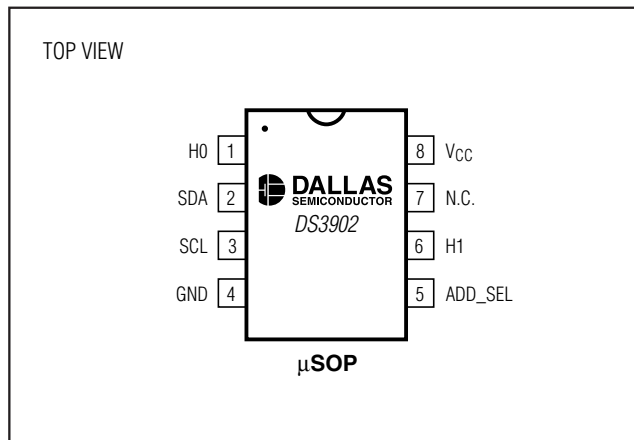 TOP VIEW
H0 1
8 VCC
DALLAS
SEMICONDUCTOR
SDA 2
7 N.C.
DS3902
SCL 3
6 H1
GND 4
5 ADD_SEL
µSOP